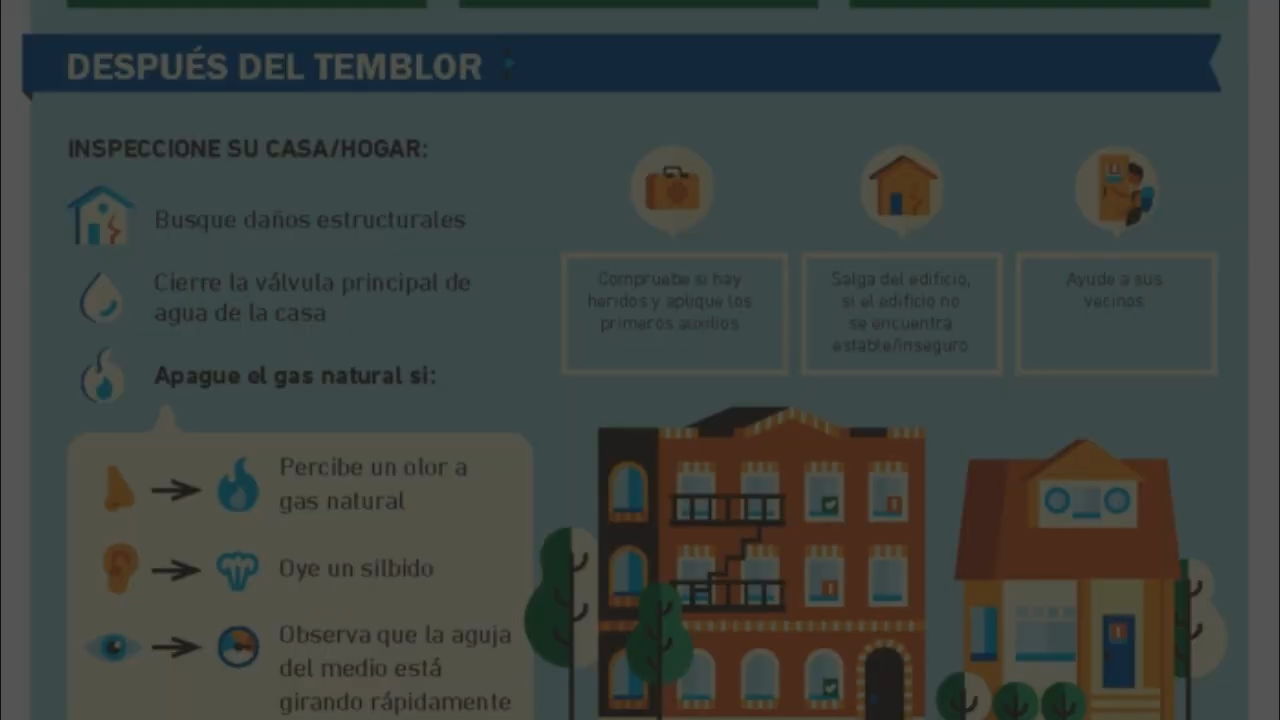 DESPUÉS DEL TEMBLOR
INSPECCIONE SU CASA/HOGAR:
Busque daños estructurales
Cierre la válvula principal de
agua de la casa
Apague el gas natural si:
Percibe un olor a
gas natural
Oye un silbido
Observa que la aguja
del medio está
girando rápidamente
Compruebe si hay
heridos y aplique los
primeros auxilios
Salga del edificio,
si el edificio no
se encuentra
estable/inseguro
Ayude a sus
vecinos